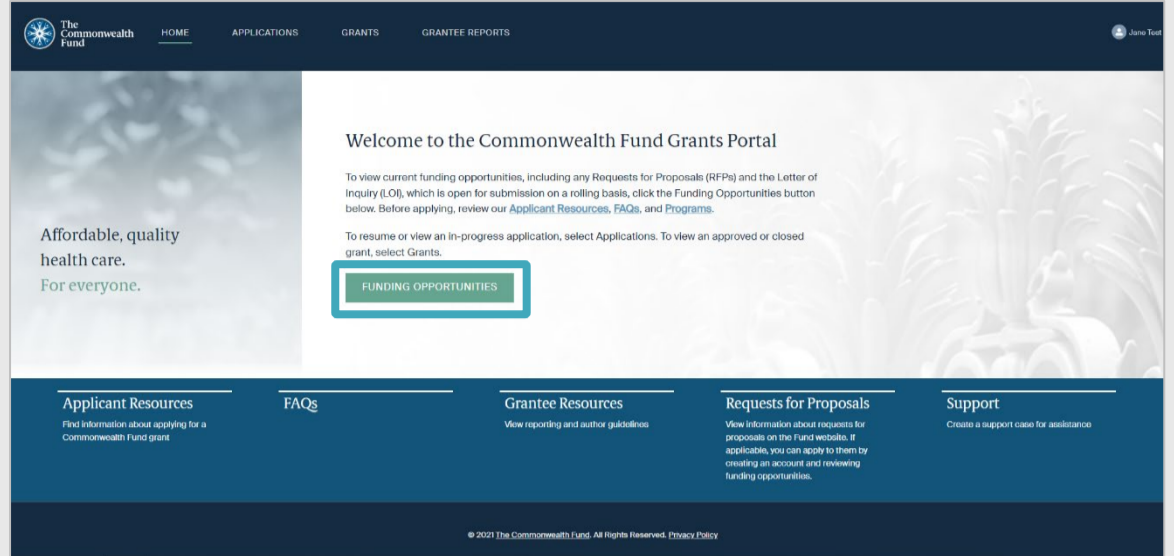 The
Commonwealth
Fund
HOME
APPLICATIONS
GRANTS
GRANTEE REPORTS
Jane Test
Welcome to the Commonwealth Fund Grants Portal
To view current funding opportunities, including any Requests for Proposals (RFPs) and the Letter of
Inquiry (LOI), which is open for submission on a rolling basis, click the Funding Opportunities button
below. Before applying, review our Applicant Resources, FAQs, and Programs.
To resume or view an in-progress application, select Applications. To view an approved or closed
grant, select Grants.
FUNDING OPPORTUNITIES
Affordable, quality
health care.
For everyone.
Applicant Resources
Find information about applying for a
Commonwealth Fund grant
FAQs
Grantee Resources
View reporting and author guidelines
Requests for Proposals
View information about requests for
proposals on the Fund website. If
applicable, you can apply to them by
creating an account and reviewing
funding opportunities.
Support
Create a support case for assistance
© 2021 The Commonwealth Fund. All Rights Reserved. Privacy Policy